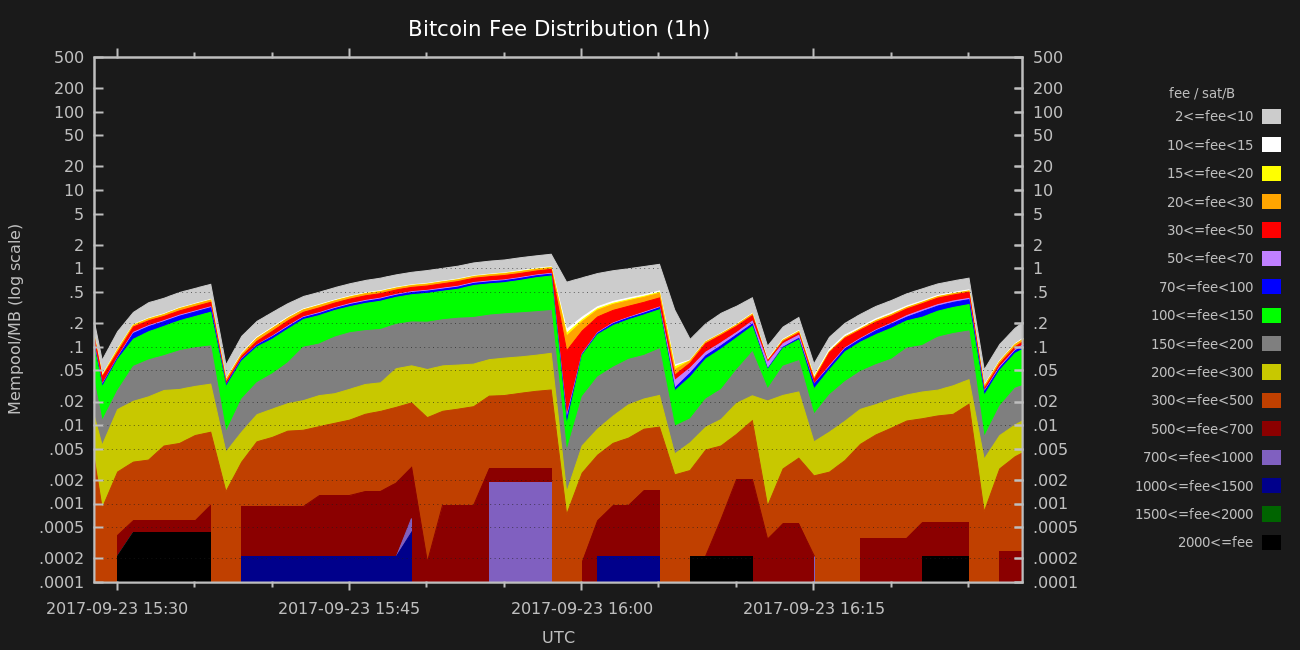 Bitcoin Fee Distribution (1h)
Mempool/MB (log scale)
500
200
100
50
20
10
5
2
1
.5
.2
.1
.05
.02
.01
.005
.002
.001
.0005
.0002
.0001
500
200
100
50
20
10
5
2
1
.5
.2
.1
.05
.02
.01
.005
.002
.001
.0005
.0002
.0001
2017-09-23 15:30
2017-09-23 15:45
2017-09-23 16:00
2017-09-23 16:15
UTC
fee / sat/B
2<=fee<10
10<=fee<15
15<=fee<20
20<=fee<30
30<=fee<50
50<=fee<70
70<=fee<100
100<=fee<150
150<=fee<200
200<=fee<300
300<=fee<500
500<=fee<700
700<=fee<1000
1000<=fee<1500
1500<=fee<2000
2000<=fee